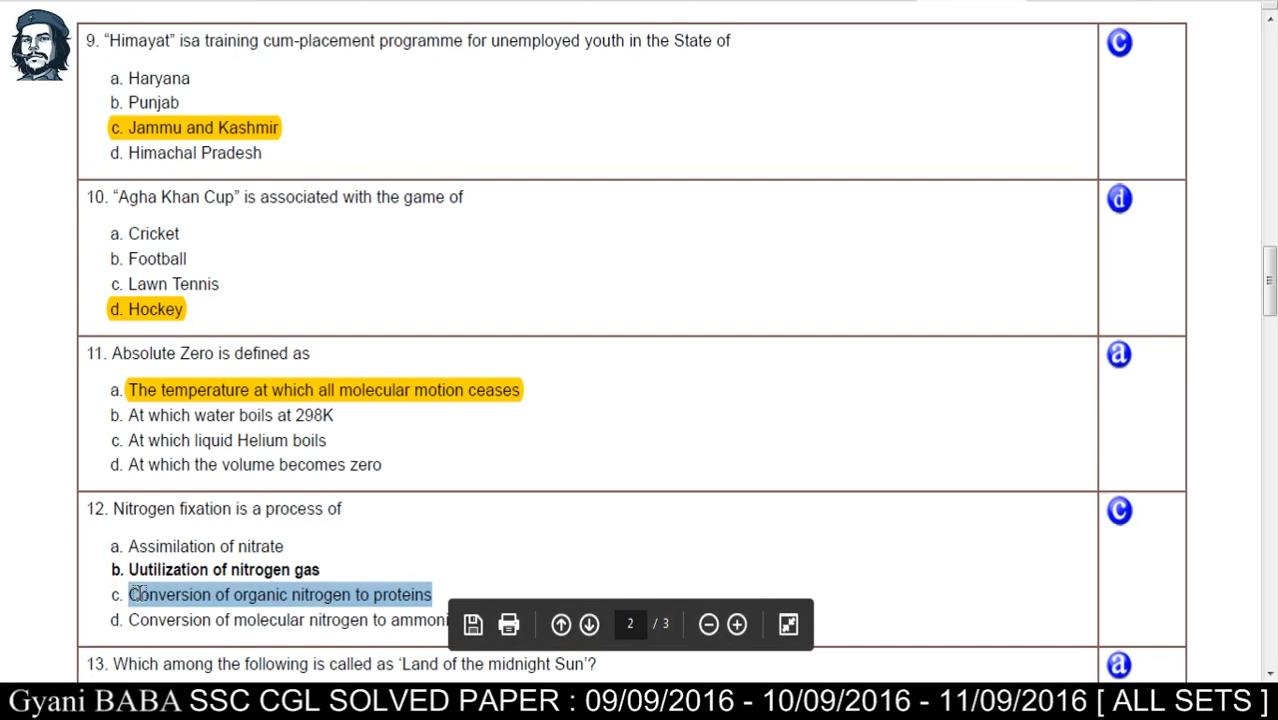 9. “Himayat” isa training cum-placement programme for unemployed youth in the State of
c
a. Haryana
b. Punjab
c. Jammu and Kashmir
d. Himachal Pradesh
10. “Agha Khan Cup” is associated with the game of
d
a. Cricket
b. Football
c. Lawn Tennis
d. Hockey
11. Absolute Zero is defined as
a
a. The temperature at which all molecular motion ceases
b. At which water boils at 298K
c. At which liquid Helium boils
d. At which the volume becomes zero
12. Nitrogen fixation is a process of
c
a. Assimilation of nitrate
b. Uutilization of nitrogen gas
c. Conversion of organic nitrogen to proteins
d. Conversion of molecular nitrogen to ammoni
2 / 3
13. Which among the following is called as ‘Land of the midnight Sun’?
a
Gyani BABA SSC CGL SOLVED PAPER : 09/09/2016 - 10/09/2016 - 11/09/2016 [ ALL SETS ]